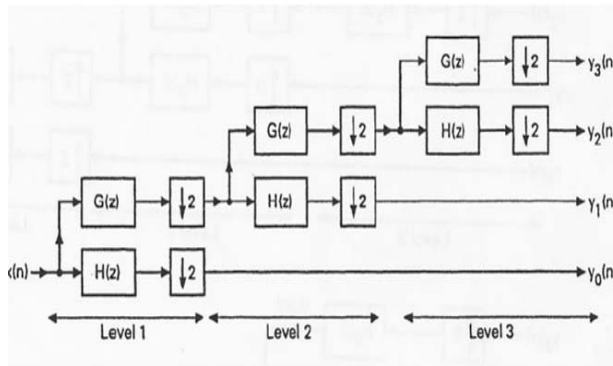 G(z) ↓2 y3(n
G(z) ↓2 H(z) ↓2 y2(n
G(z) ↓2 H(z) ↓2 y1(n
(n) H(z) ↓2 y0(n
Level 1 Level 2 Level 3